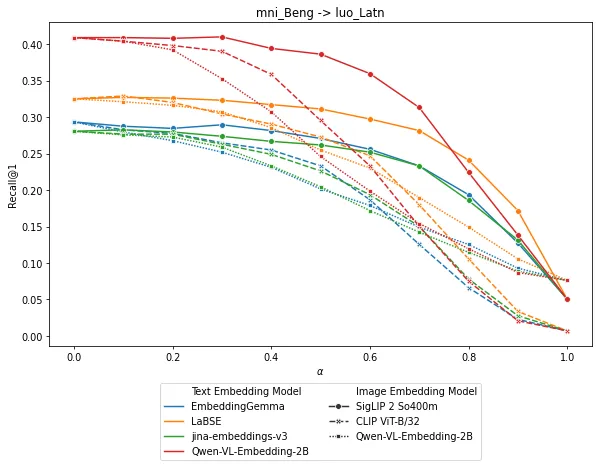 mni_Beng -> luo_Latn
0.40
0.35
0.30
0.25
0.20
0.15
0.10
0.05
0.00
Recall@1
0.0 0.2 0.4 0.6 0.8 1.0
α
Text Embedding Model Image Embedding Model
EmbeddingGemma SigLIP 2 So400m
LaBSE CLIP ViT-B/32
jina-embeddings-v3 Qwen-VL-Embedding-2B
Qwen-VL-Embedding-2B